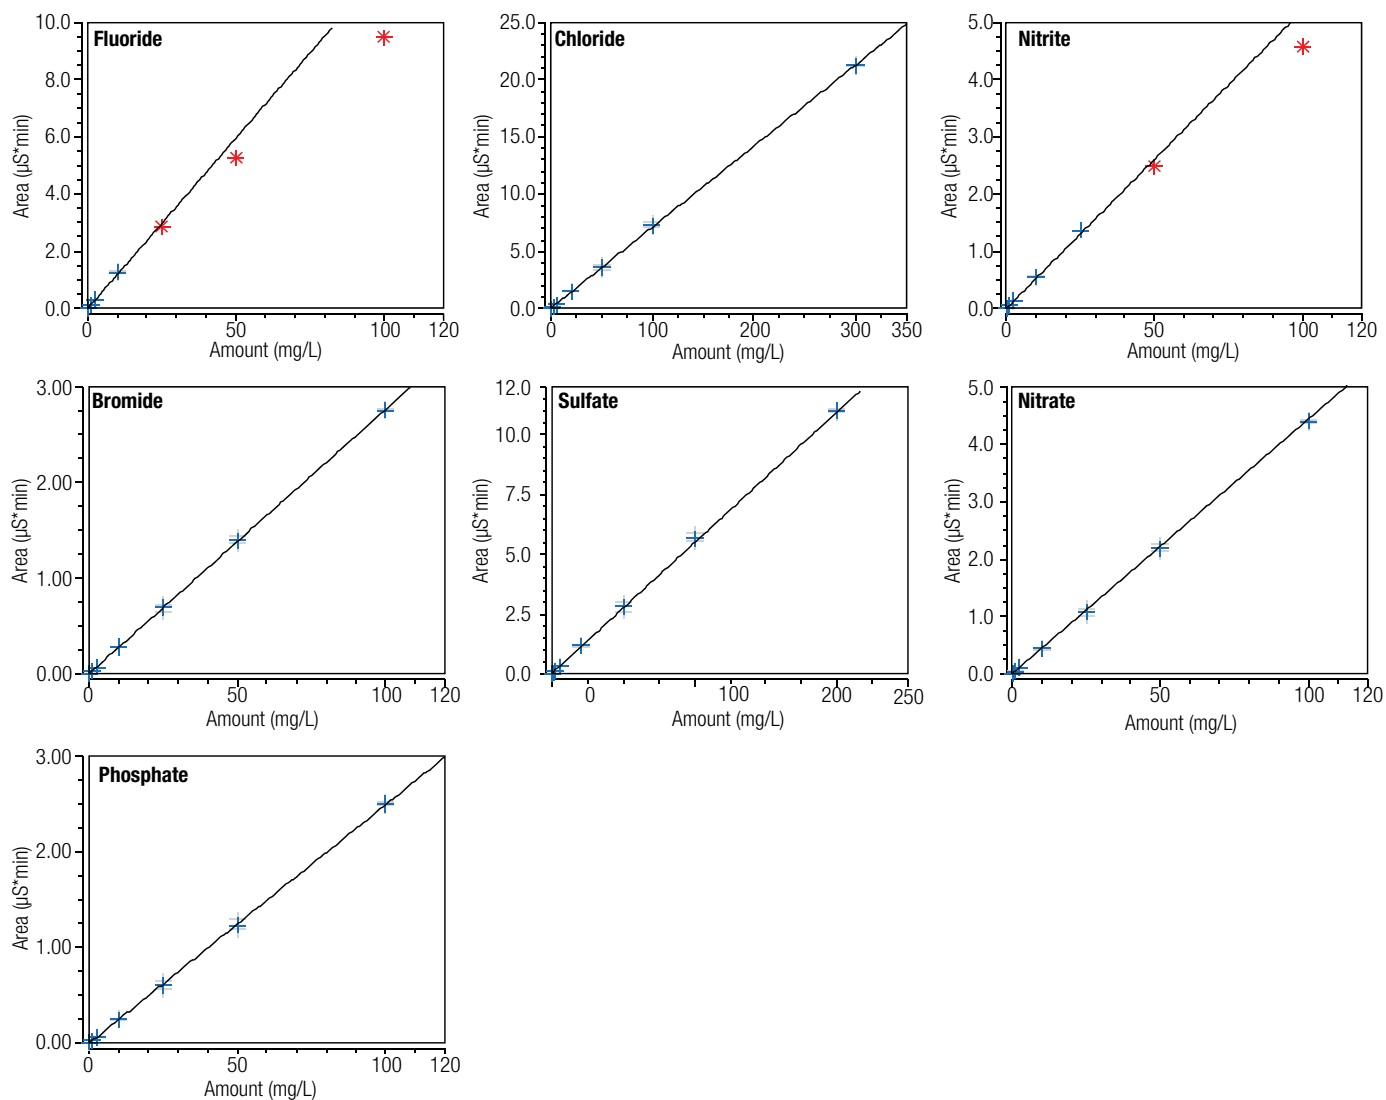 Fluoride
10.0
8.0
6.0
4.0
2.0
0.0
Area (µS*min)
0 50 100 120
Amount (mg/L)
Chloride
25.0
20.0
15.0
10.0
5.0
0.0
Area (µS*min)
0 100 200 300 350
Amount (mg/L)
Nitrite
5.0
4.0
3.0
2.0
1.0
0.0
Area (µS*min)
0 50 100 120
Amount (mg/L)
Bromide
3.00
2.00
1.00
0.00
Area (µS*min)
0 50 100 120
Amount (mg/L)
Sulfate
12.0
10.0
7.5
5.0
2.5
0.0
Area (µS*min)
0 100 200 250
Amount (mg/L)
Nitrate
5.0
4.0
3.0
2.0
1.0
0.0
Area (µS*min)
0 50 100 120
Amount (mg/L)
Phosphate
3.00
2.00
1.00
0.00
Area (µS*min)
0 50 100 120
Amount (mg/L)